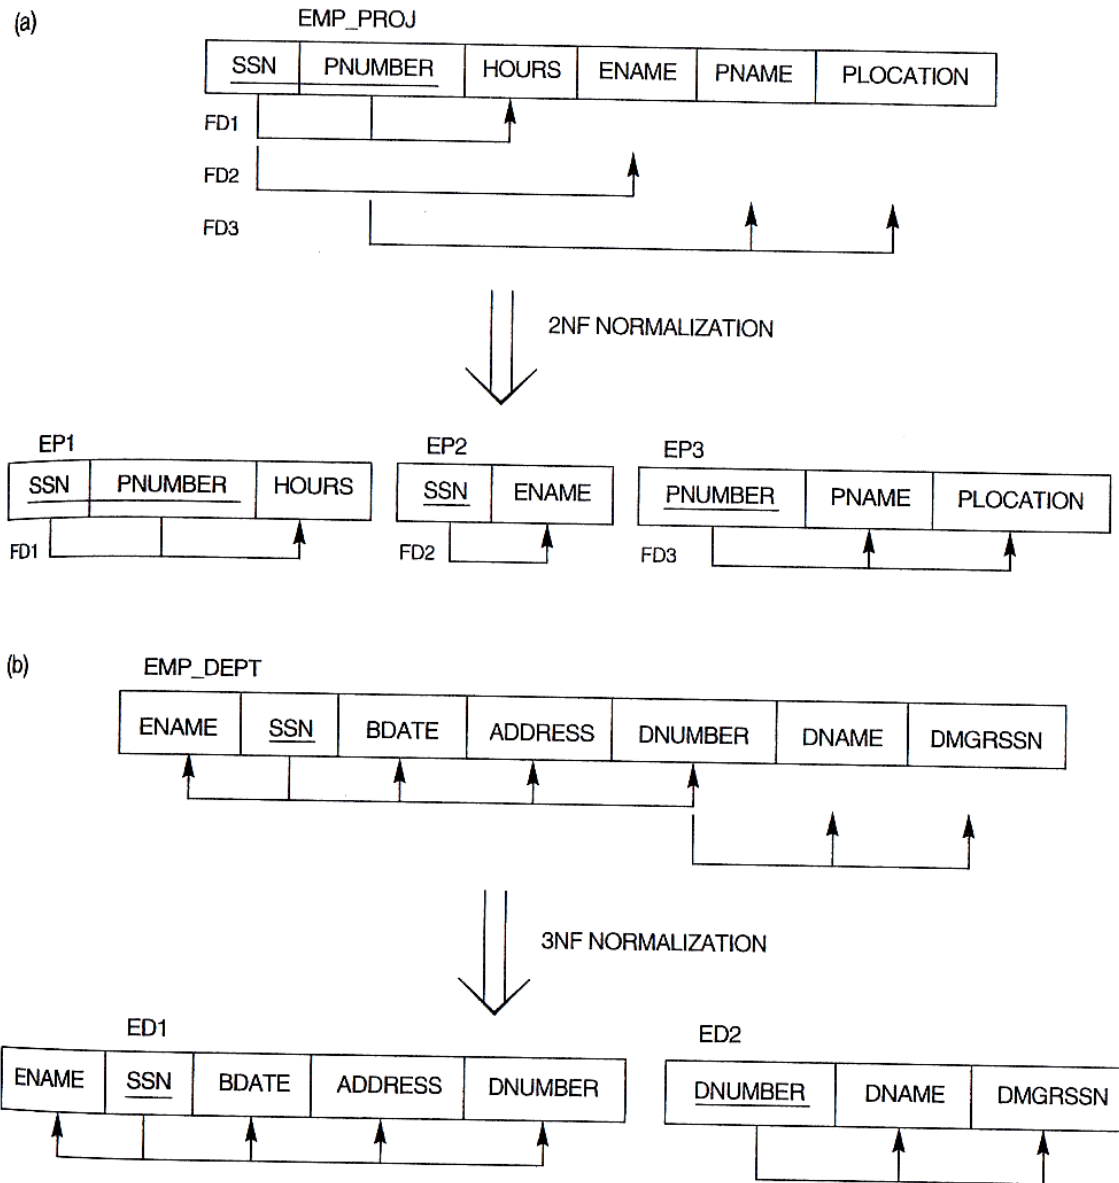 (a)
EMP_PROJ
SSN PNUMBER HOURS ENAME PNAME PLOCATION
FD1
FD2
FD3
2NF NORMALIZATION
EP1
SSN PNUMBER HOURS
FD1
EP2
SSN ENAME
FD2
EP3
PNUMBER PNAME PLOCATION
FD3
(b)
EMP_DEPT
ENAME SSN BDATE ADDRESS DNUMBER DNAME DMGRSSN
3NF NORMALIZATION
ED1
ENAME SSN BDATE ADDRESS DNUMBER
ED2
DNUMBER DNAME DMGRSSN